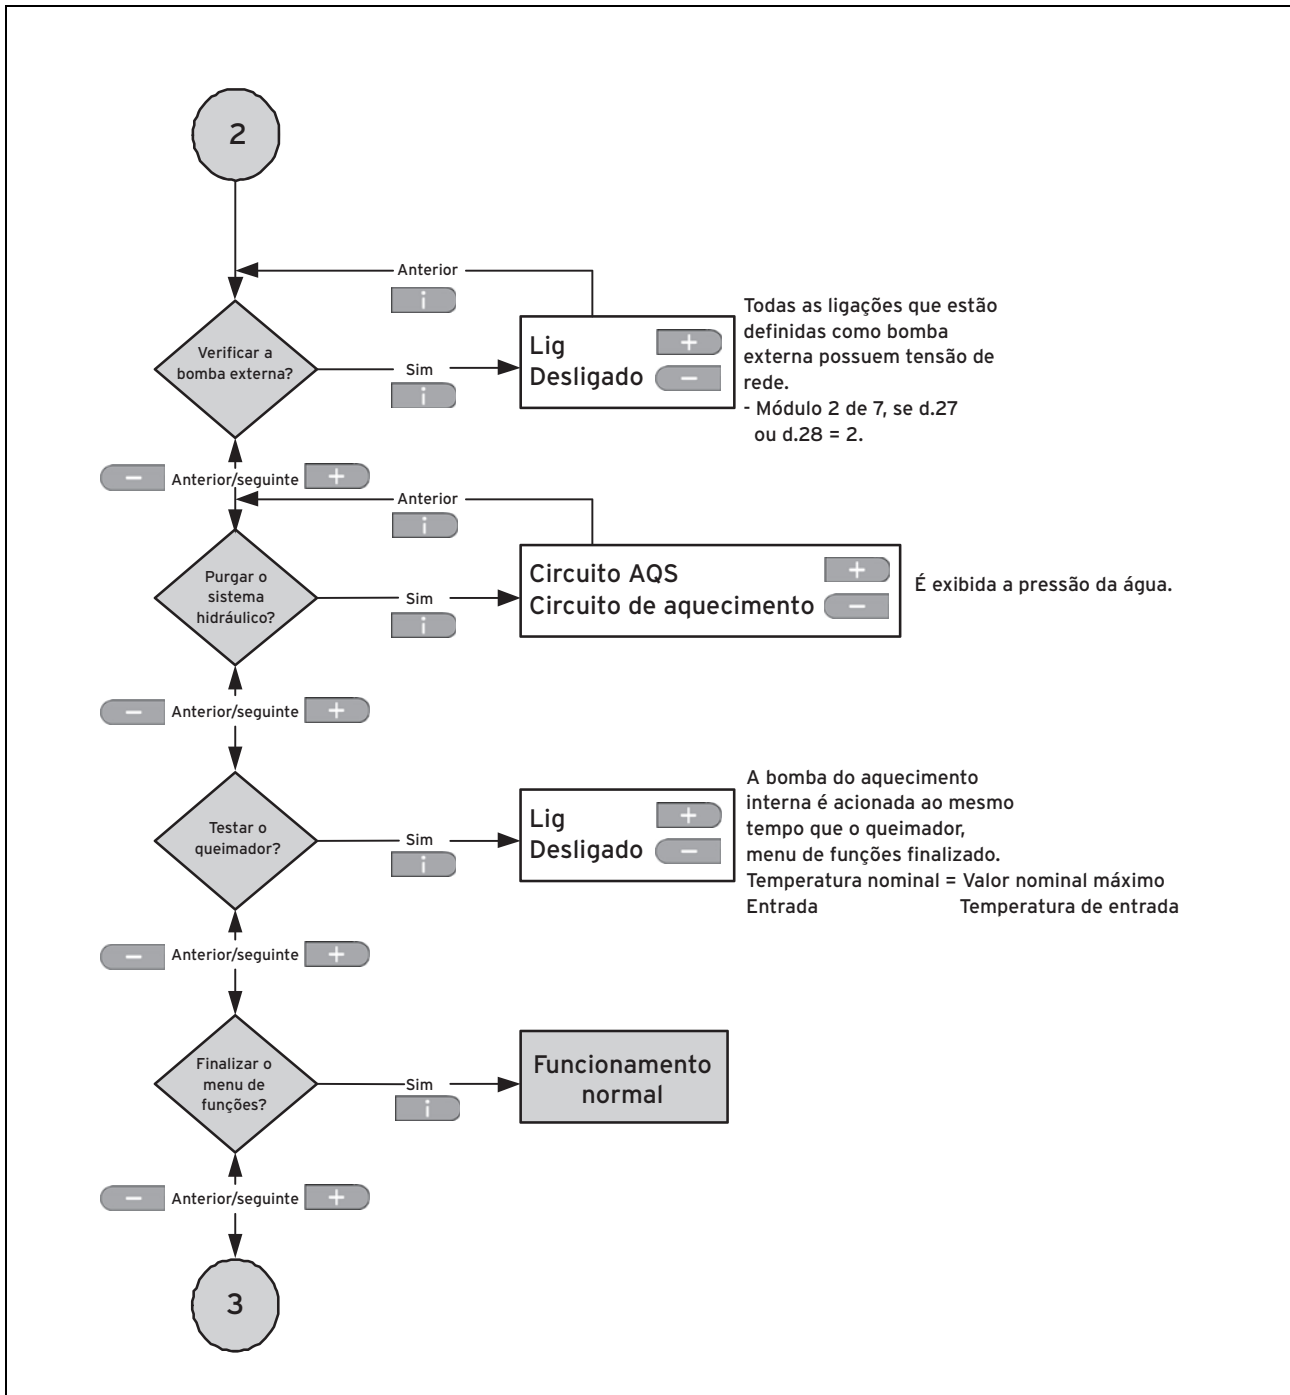 2
Anterior
i
Verificar a
bomba externa?
Sim
i
Lig +
Desligado −
Todas as ligações que estão
definidas como bomba
externa possuem tensão de
rede.
- Módulo 2 de 7, se d.27
ou d.28 = 2.
− Anterior/seguinte +
Anterior
i
Purgar o
sistema
hidráulico?
Sim
i
Circuito AQS +
Circuito de aquecimento −
É exibida a pressão da água.
− Anterior/seguinte +
Testar o
queimador?
Sim
i
Lig +
Desligado −
A bomba do aquecimento
interna é acionada ao mesmo
tempo que o queimador,
menu de funções finalizado.
Temperatura nominal = Valor nominal máximo
Entrada Temperatura de entrada
− Anterior/seguinte +
Finalizar o
menu de
funções?
Sim
i
Funcionamento
normal
− Anterior/seguinte +
3